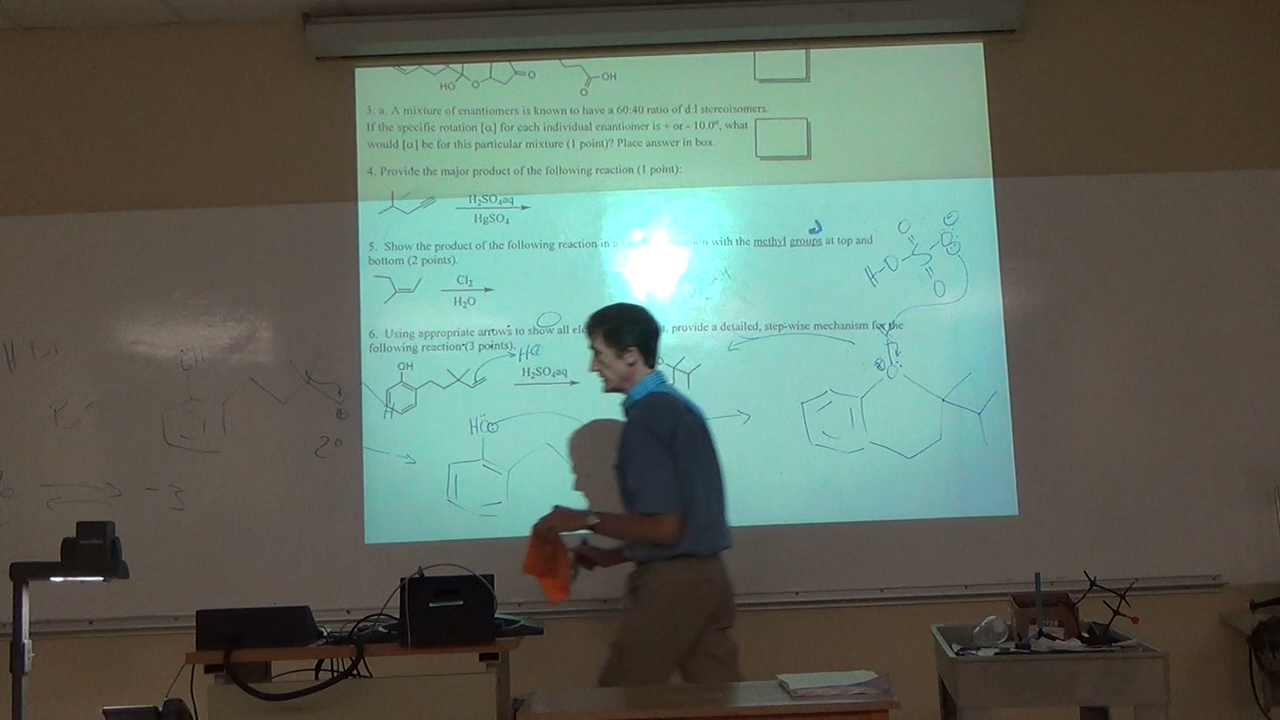 HO O O
O OH
3. a. A mixture of enantiomers is known to have a 60:40 ratio of d:l stereoisomers.
If the specific rotation [α] for each individual enantiomer is + or - 10.0°, what
would [α] be for this particular mixture (1 point)? Place answer in box.
4. Provide the major product of the following reaction (1 point):
H₂SO₄aq
HgSO₄
5. Show the product of the following reaction in a with the methyl groups at top and
bottom (2 points).
Cl₂
H₂O
6. Using appropriate arrows to show all provide a detailed, step-wise mechanism for the
following reaction (3 points).
OH
H₂SO₄aq
H
HO
2°
-3
H-O S O
O
O